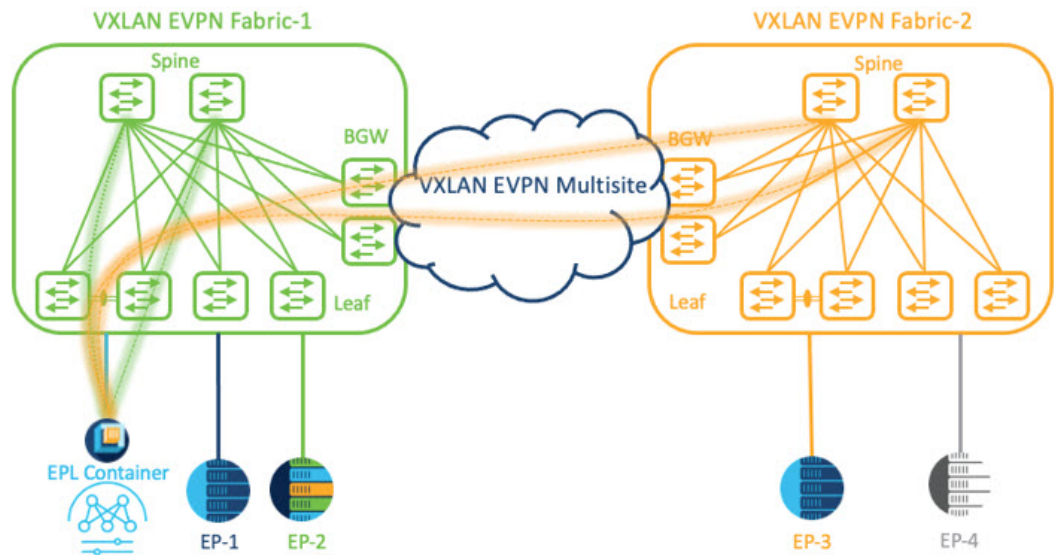 VXLAN EVPN Fabric-1
VXLAN EVPN Fabric-2
Spine
Spine
BGW
BGW
VXLAN EVPN Multisite
Leaf
Leaf
EPL Container
EP-1
EP-2
EP-3
EP-4